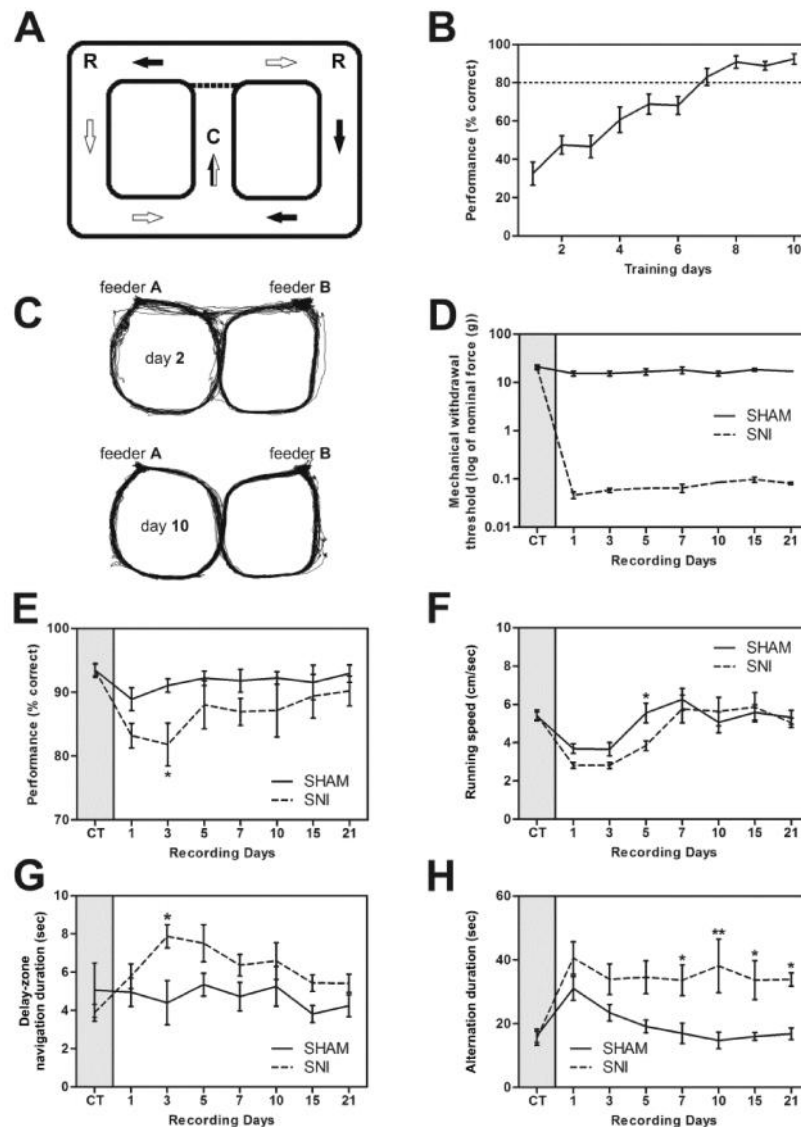 A
R
R
C
B
Performance (% correct)
100
80
60
40
20
0
2
4
6
8
10
Training days
C
feeder A
feeder B
day 2
feeder A
feeder B
day 10
D
Mechanical withdrawal
threshold (log of nominal force (g))
100
10
1
0.1
0.01
SHAM
SNI
CT
1
3
5
7
10
15
21
Recording Days
E
Performance (% correct)
100
90
80
70
*
SHAM
SNI
CT
1
3
5
7
10
15
21
Recording Days
F
Running speed (cm/sec)
10
8
6
4
2
0
*
SHAM
SNI
CT
1
3
5
7
10
15
21
Recording Days
G
Delay-zone
navigation duration (sec)
10
8
6
4
2
0
*
SHAM
SNI
CT
1
3
5
7
10
15
21
Recording Days
H
Alternation duration (sec)
60
40
20
0
*
**
*
*
SHAM
SNI
CT
1
3
5
7
10
15
21
Recording Days